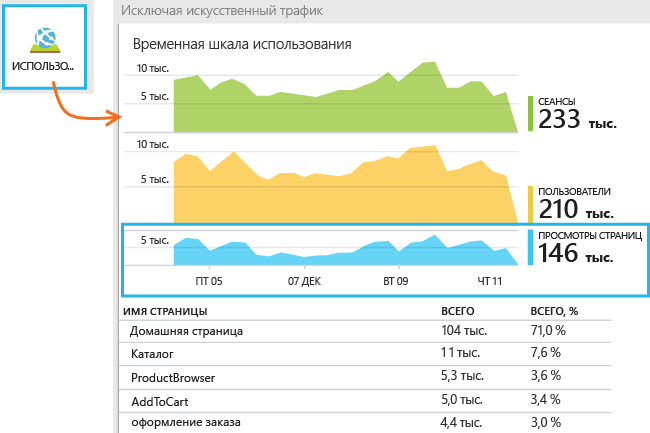 Исключая искусственный трафик
ИСПОЛЬЗО...
Временная шкала использования
10 тыс.
5 тыс.
СЕАНСЫ
233 тыс.
10 тыс.
5 тыс.
ПОЛЬЗОВАТЕЛИ
210 тыс.
5 тыс.
ПРОСМОТРЫ СТРАНИЦ
146 тыс.
ПТ 05 07 ДЕК ВТ 09 ЧТ 11
ИМЯ СТРАНИЦЫ ВСЕГО ВСЕГО, %
Домашняя страница 104 тыс. 71,0 %
Каталог 11 тыс. 7,6 %
ProductBrowser 5,3 тыс. 3,6 %
AddToCart 5,0 тыс. 3,4 %
оформление заказа 4,4 тыс. 3,0 %